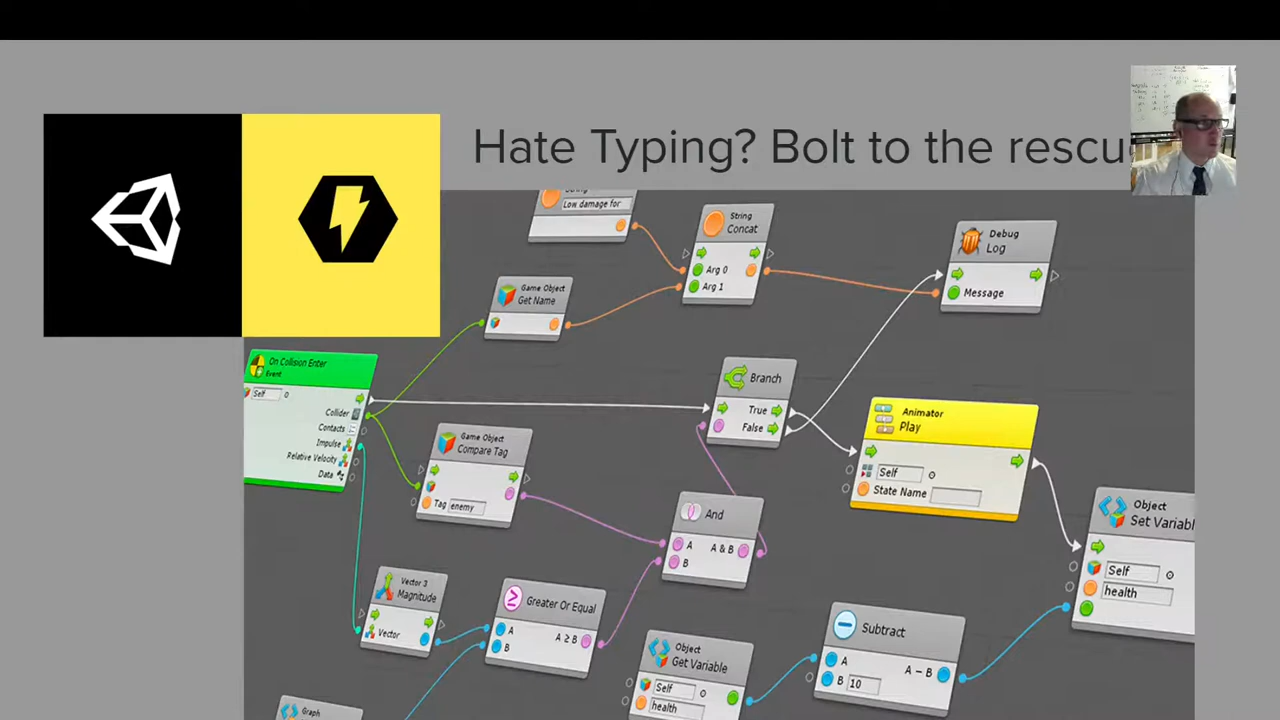 Hate Typing? Bolt to the rescu
String
Low damage for
String
Concat
Arg 0
Arg 1
Debug
Log
Message
Game Object
Get Name
On Collision Enter
Event
Self
Collider
Contacts
Impulse
Relative Velocity
Data
Branch
True
False
Animator
Play
Self
State Name
Game Object
Compare Tag
Tag enemy
And
A A & B
B
Object
Set Variabl
Self
health
Vector 3
Magnitude
Vector
Greater Or Equal
A A ≥ B
B
Subtract
A A − B
B 10
Object
Get Variable
Self
health
Graph